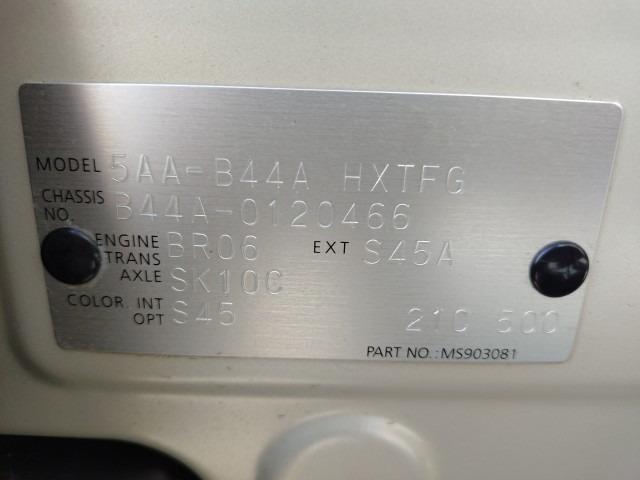 MODEL 5AA-B44A HXTFG
CHASSIS NO. B44A-0120466
ENGINE BR06 EXT S45A
TRANS AXLE SK10C
COLOR. INT S45
OPT 21C 500
PART NO.: MS903081